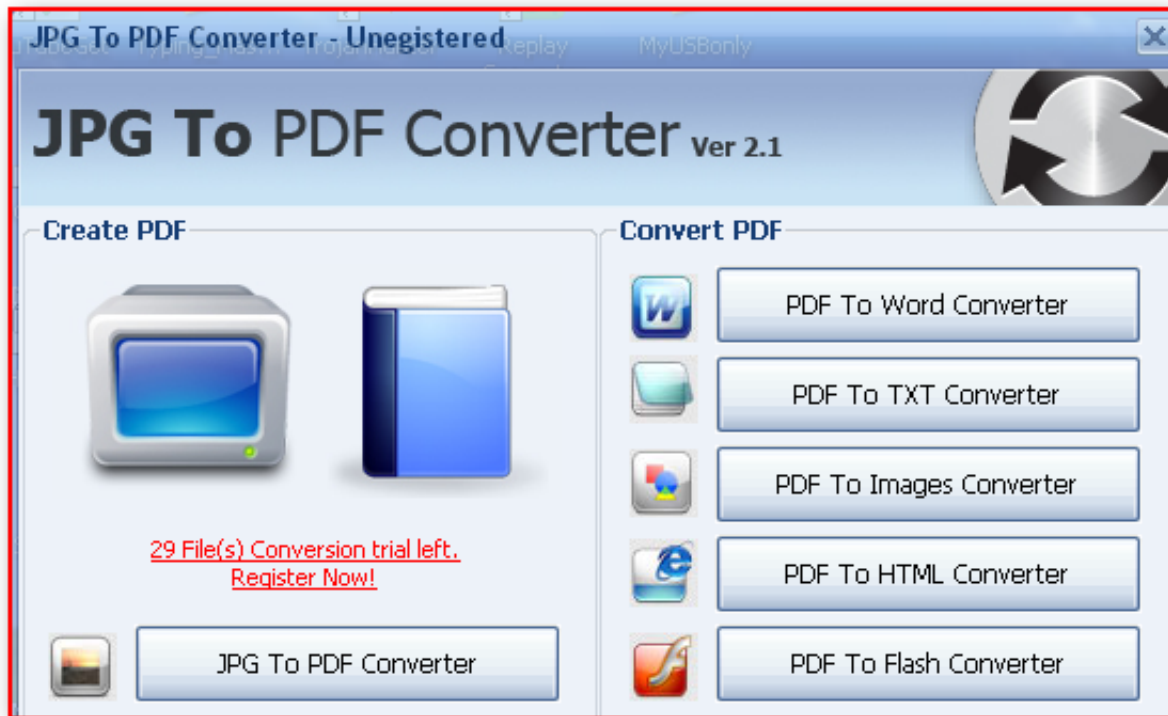 JPG To PDF Converter - Unegistered
Replay
MyUSBonly
JPG To PDF Converter Ver 2.1
Create PDF
29 File(s) Conversion trial left.
Register Now!
JPG To PDF Converter
Convert PDF
W
PDF To Word Converter
PDF To TXT Converter
PDF To Images Converter
PDF To HTML Converter
PDF To Flash Converter